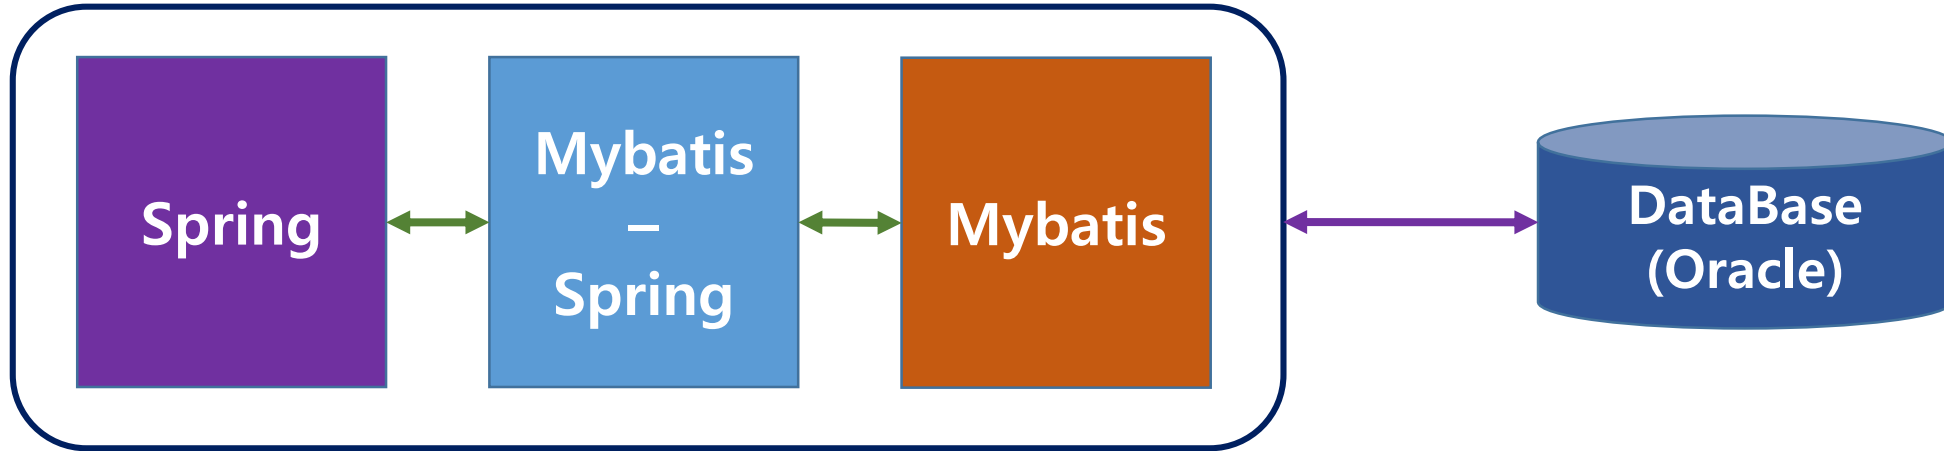 Spring
Mybatis
–
Spring
Mybatis
DataBase
(Oracle)